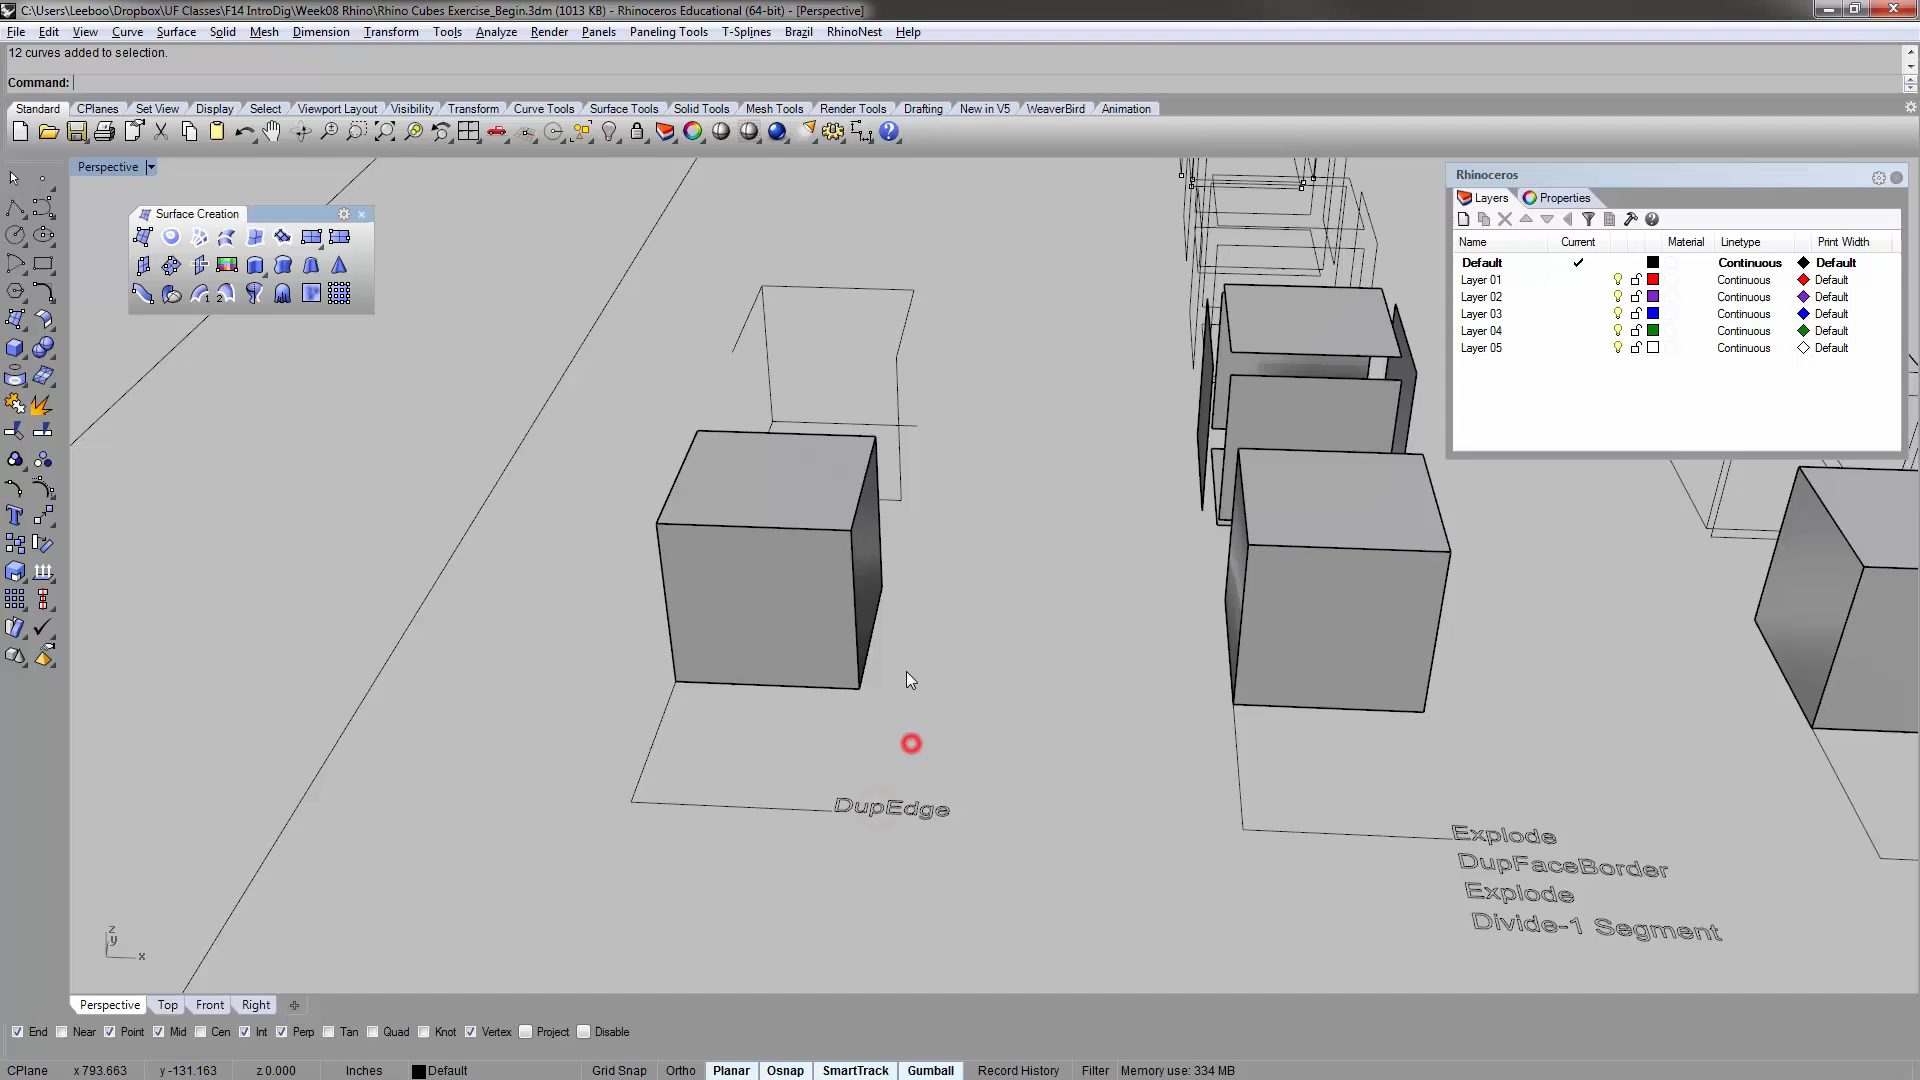 C:\Users\Leeboo\Dropbox\UF Classes\F14 IntroDig\Week08 Rhino\Rhino Cubes Exercise_Begin.3dm (1013 KB) - Rhinoceros Educational (64-bit) - [Perspective]
File Edit View Curve Surface Solid Mesh Dimension Transform Tools Analyze Render Panels Paneling Tools T-Splines Brazil RhinoNest Help
12 curves added to selection.
Command:
Standard CPlanes Set View Display Select Viewport Layout Visibility Transform Curve Tools Surface Tools Solid Tools Mesh Tools Render Tools Drafting New in V5 WeaverBird Animation
Perspective
Rhinoceros
Layers Properties
Surface Creation
Name Current Material Linetype Print Width
Default Continuous Default
Layer 01 Continuous Default
Layer 02 Continuous Default
Layer 03 Continuous Default
Layer 04 Continuous Default
Layer 05 Continuous Default
DupEdge
Explode
DupFaceBorder
Explode
Divide-1 Segment
z
y
x
Perspective Top Front Right
End Near Point Mid Cen Int Perp Tan Quad Knot Vertex Project Disable
CPlane x 793.663 y -131.163 z 0.000 Inches Default Grid Snap Ortho Planar Osnap SmartTrack Gumball Record History Filter Memory use: 334 MB